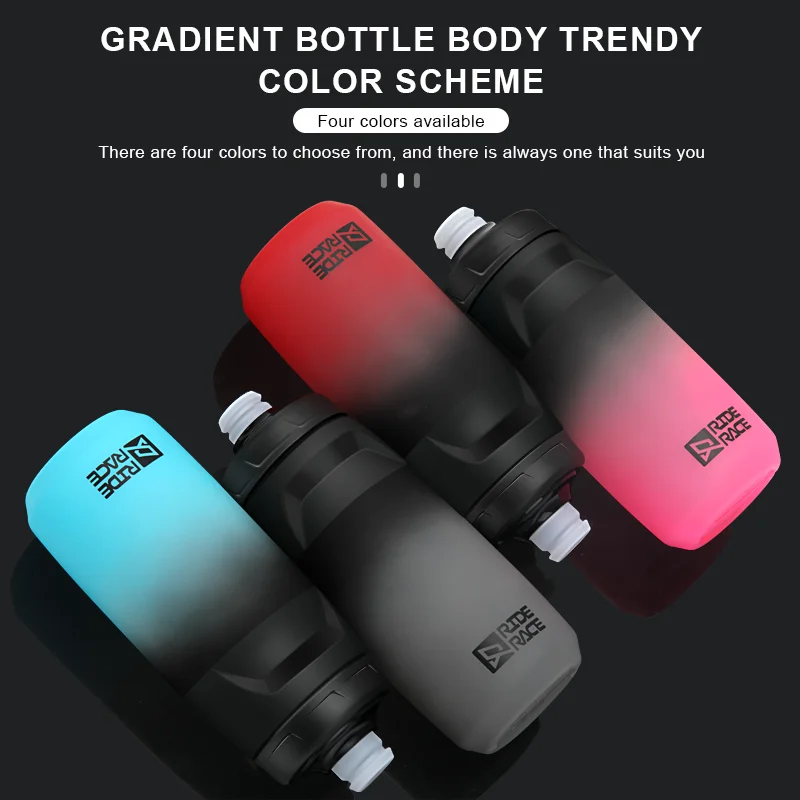 GRADIENT BOTTLE BODY TRENDY
COLOR SCHEME
Four colors available
There are four colors to choose from, and there is always one that suits you
RIDE
RACE
RIDE
RACE
RIDE
RACE
RIDE
RACE